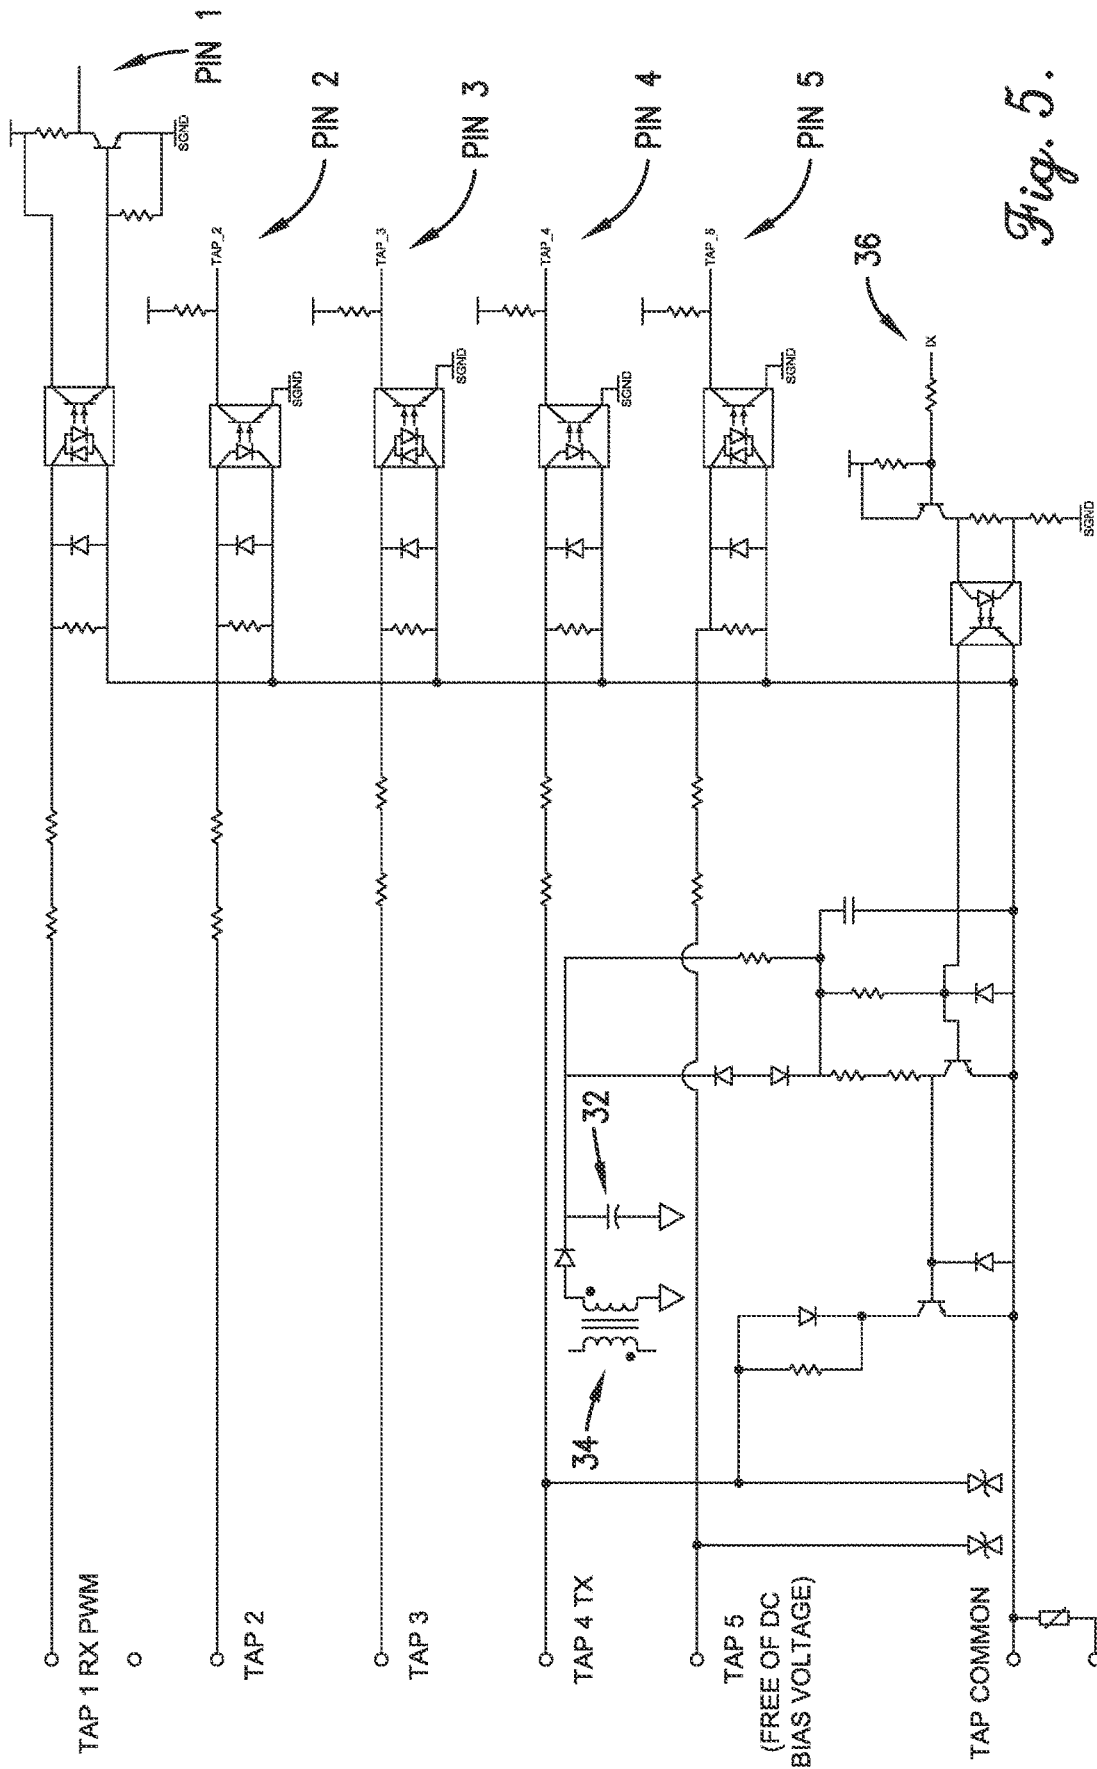 PIN 1
SGND
PIN 2
TAP_2
SGND
PIN 3
TAP_3
SGND
PIN 4
TAP_4
SGND
PIN 5
TAP_5
SGND
36
IX
SGND
32
34
TAP 1 RX PWM
TAP 2
TAP 3
TAP 4 TX
TAP 5
(FREE OF DC
BIAS VOLTAGE)
TAP COMMON
Fig. 5.